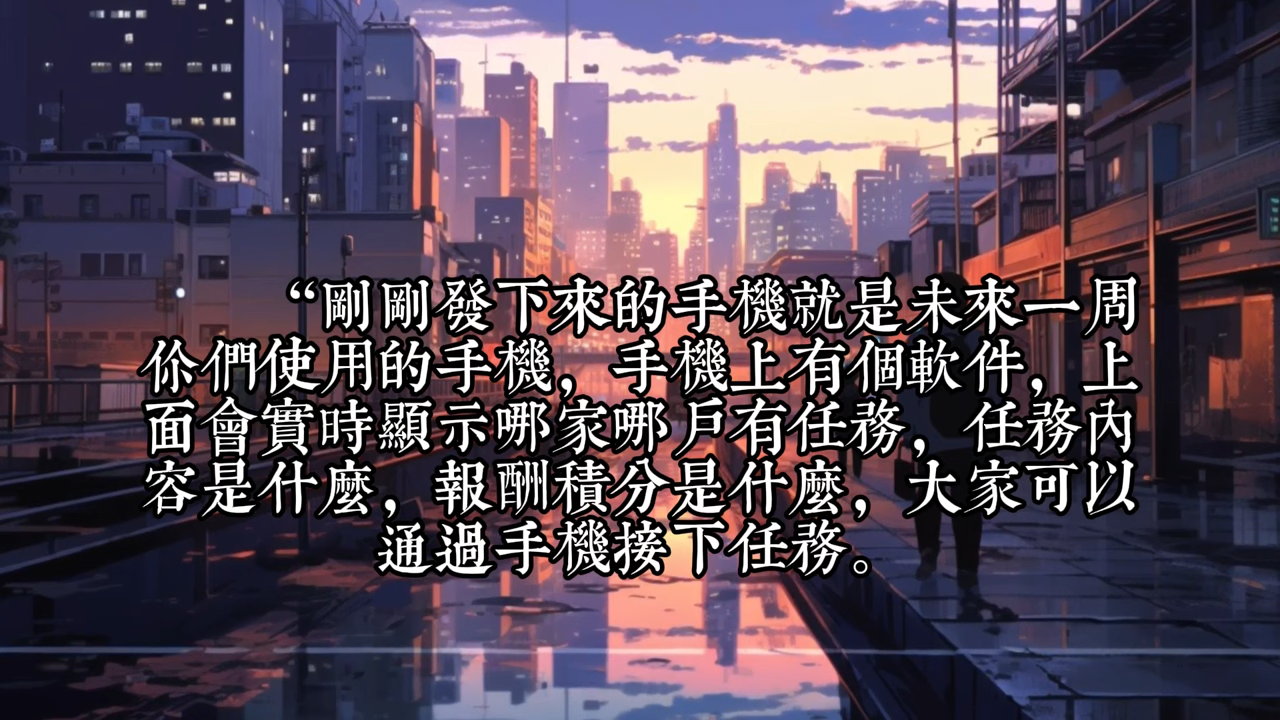 “剛剛發下來的手機就是未來一周
你們使用的手機，手機上有個軟件，上
面會實時顯示哪家哪戶有任務，任務內
容是什麼，報酬積分是什麼，大家可以
通過手機接下任務。